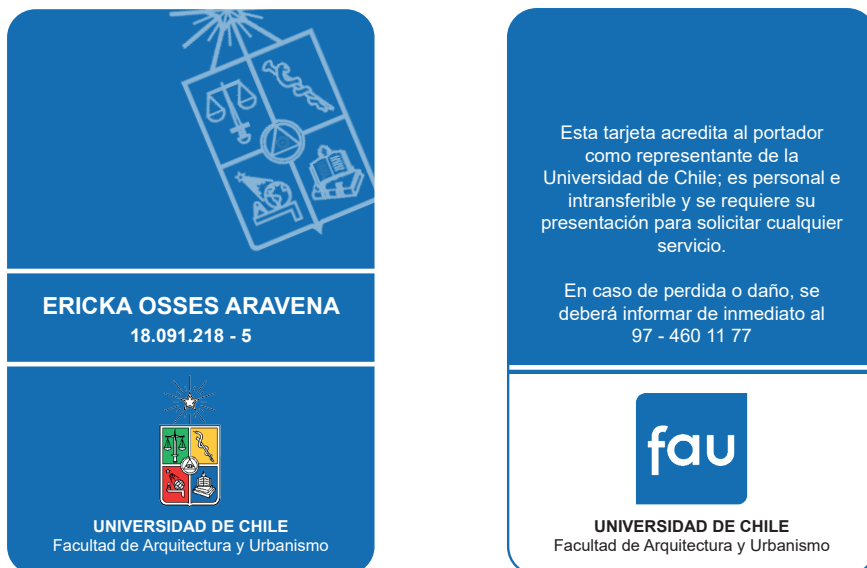 ERICKA OSSES ARAVENA
18.091.218 - 5
UNIVERSIDAD DE CHILE
Facultad de Arquitectura y Urbanismo
Esta tarjeta acredita al portador
como representante de la
Universidad de Chile; es personal e
intransferible y se requiere su
presentación para solicitar cualquier
servicio.
En caso de perdida o daño, se
deberá informar de inmediato al
97 - 460 11 77
fau
UNIVERSIDAD DE CHILE
Facultad de Arquitectura y Urbanismo